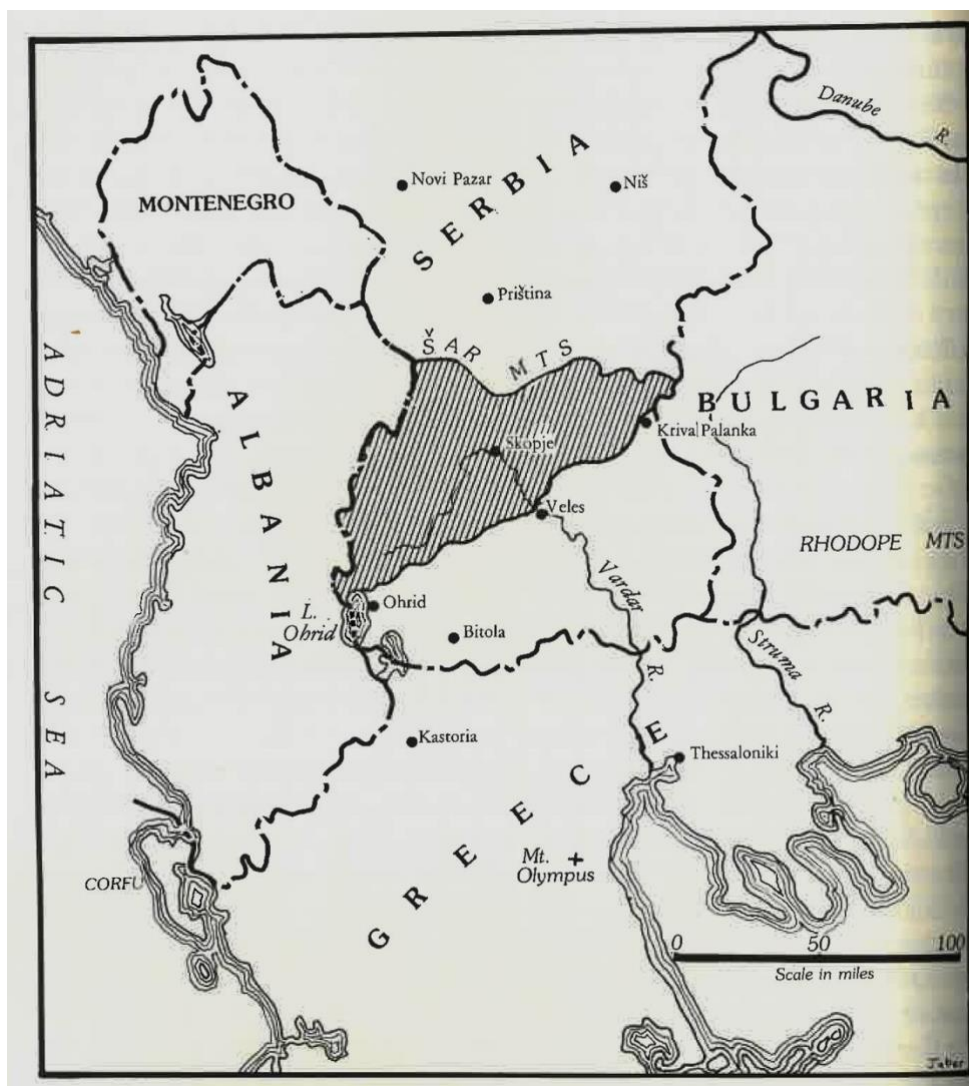 Danube
R.
MONTENEGRO
Novi Pazar
Niš
SERBIA
Priština
ŠAR MTS
ADRIATIC SEA
ALBANIA
BULGARIA
Skopje
Kriva Palanka
Veles
RHODOPE MTS
Vardar
R.
L.
Ohrid
Ohrid
Bitola
Struma
R.
Kastoria
Thessaloniki
GREECE
Mt.
Olympus
CORFU
0 50 100
Scale in miles
Jaber